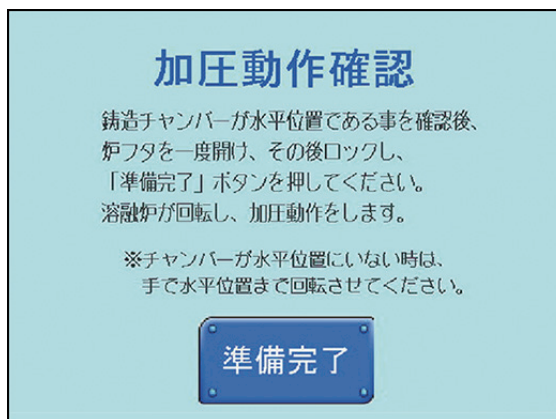 加圧動作確認
鋳造チャンバーが水平位置である事を確認後、
炉フタを一度開け、その後ロックし、
「準備完了」ボタンを押してください。
溶融炉が回転し、加圧動作をします。
※チャンバーが水平位置にいない時は、
手で水平位置まで回転させてください。
準備完了